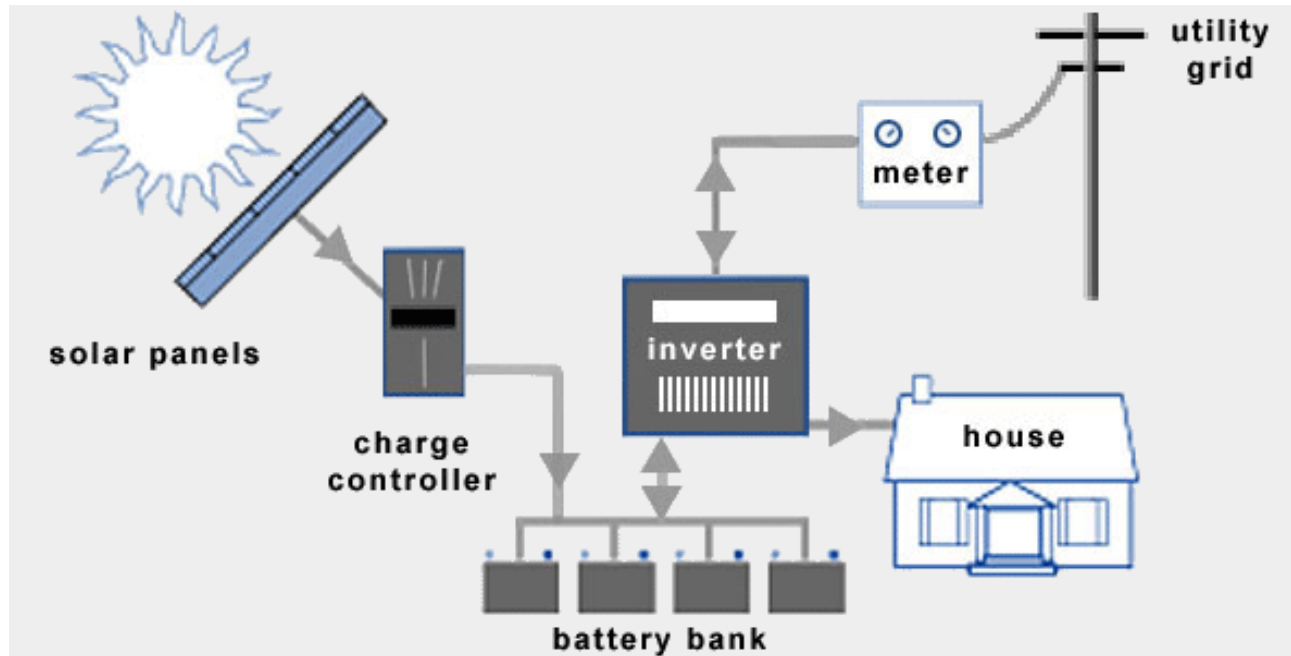 utility
grid
meter
solar panels
inverter
charge
controller
house
battery bank